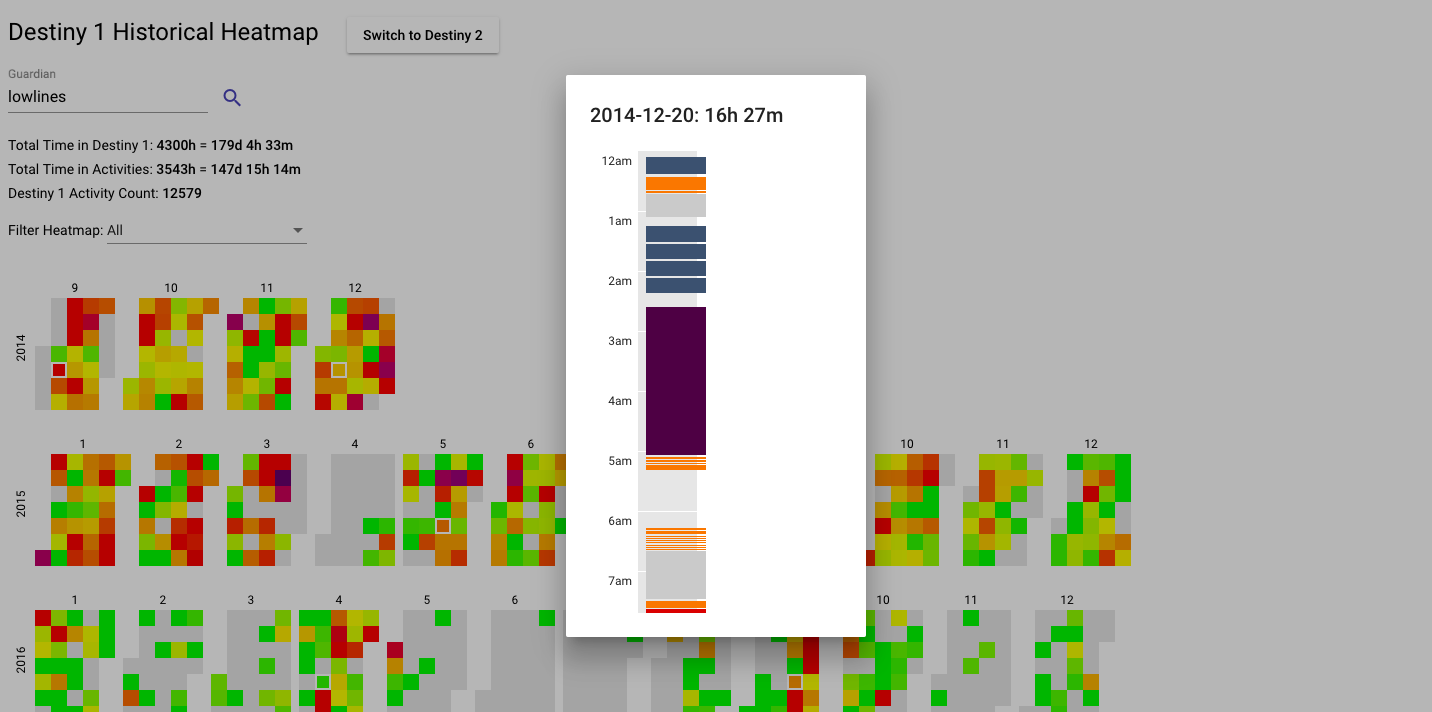 Destiny 1 Historical Heatmap
Switch to Destiny 2
Guardian
lowlines
Total Time in Destiny 1: 4300h = 179d 4h 33m
Total Time in Activities: 3543h = 147d 15h 14m
Destiny 1 Activity Count: 12579
Filter Heatmap: All
2014-12-20: 16h 27m
12am
1am
2am
3am
4am
5am
6am
7am
9 10 11 12
2014
1 2 3 4 5 6 10 11 12
2015
1 2 3 4 5 6 10 11 12
2016